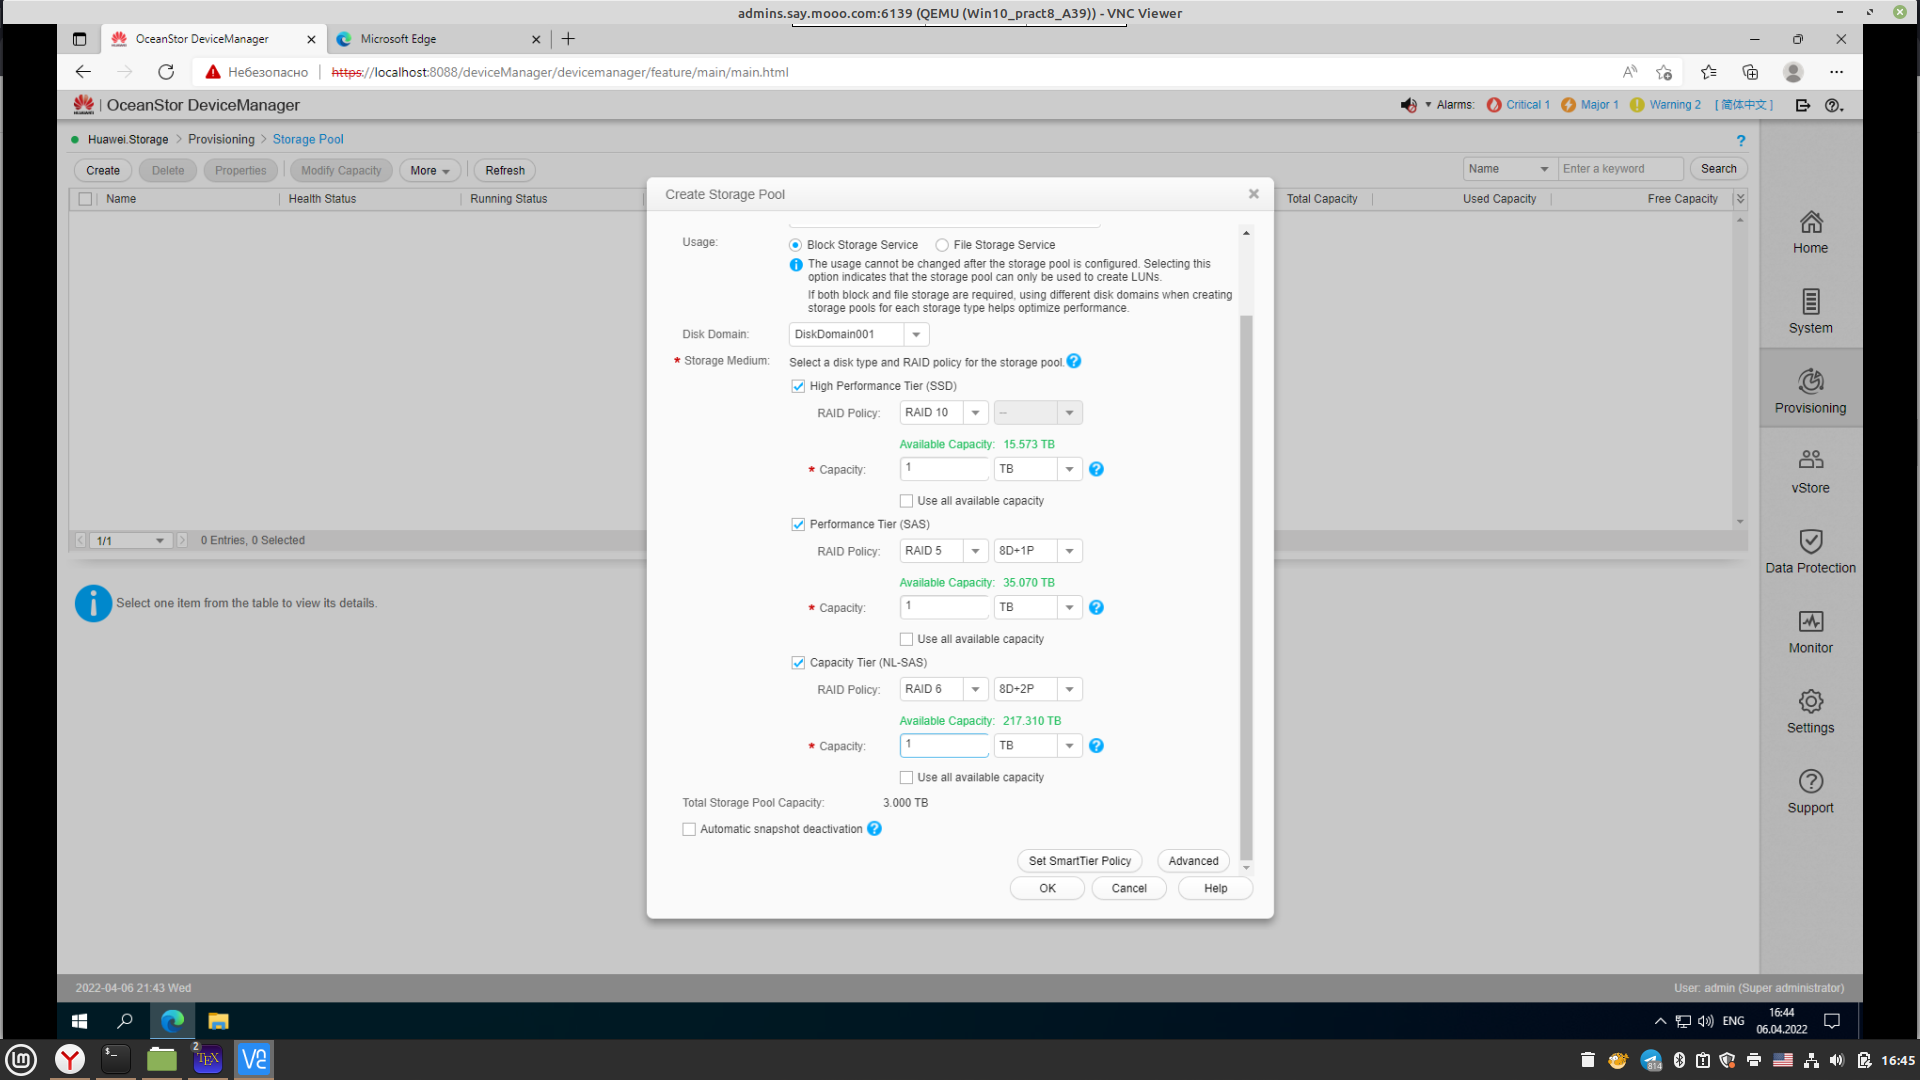 admins.say.mooo.com:6139 (QEMU (Win10_pract8_A39)) - VNC Viewer
OceanStor DeviceManager
Microsoft Edge
Небезопасно
https://localhost:8088/deviceManager/devicemanager/feature/main/main.html
HUAWEI | OceanStor DeviceManager
Alarms: Critical 1 Major 1 Warning 2 [简体中文]
Huawei.Storage > Provisioning > Storage Pool
Create Delete Properties Modify Capacity More Refresh
Name Enter a keyword Search
Name Health Status Running Status Total Capacity Used Capacity Free Capacity
Create Storage Pool
Usage: Block Storage Service File Storage Service
The usage cannot be changed after the storage pool is configured. Selecting this
option indicates that the storage pool can only be used to create LUNs.
If both block and file storage are required, using different disk domains when creating
storage pools for each storage type helps optimize performance.
Disk Domain: DiskDomain001
* Storage Medium: Select a disk type and RAID policy for the storage pool.
High Performance Tier (SSD)
RAID Policy: RAID 10 --
Available Capacity: 15.573 TB
* Capacity: 1 TB
Use all available capacity
Performance Tier (SAS)
RAID Policy: RAID 5 8D+1P
Available Capacity: 35.070 TB
* Capacity: 1 TB
Use all available capacity
Capacity Tier (NL-SAS)
RAID Policy: RAID 6 8D+2P
Available Capacity: 217.310 TB
* Capacity: 1 TB
Use all available capacity
Total Storage Pool Capacity: 3.000 TB
Automatic snapshot deactivation
Set SmartTier Policy Advanced
OK Cancel Help
1/1 0 Entries, 0 Selected
Select one item from the table to view its details.
Home
System
Provisioning
vStore
Data Protection
Monitor
Settings
Support
2022-04-06 21:43 Wed
User: admin (Super administrator)
ENG
16:44
06.04.2022
2
TEX
814
16:45